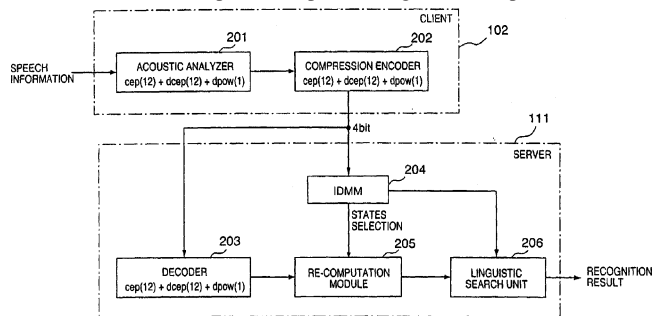 CLIENT
102
201
202
SPEECH
INFORMATION
ACOUSTIC ANALYZER
cep(12) + dcep(12) + dpow(1)
COMPRESSION ENCODER
cep(12) + dcep(12) + dpow(1)
4bit
111
SERVER
204
IDMM
STATES
SELECTION
203
205
206
DECODER
cep(12) + dcep(12) + dpow(1)
RE-COMPUTATION
MODULE
LINGUISTIC
SEARCH UNIT
RECOGNITION
RESULT